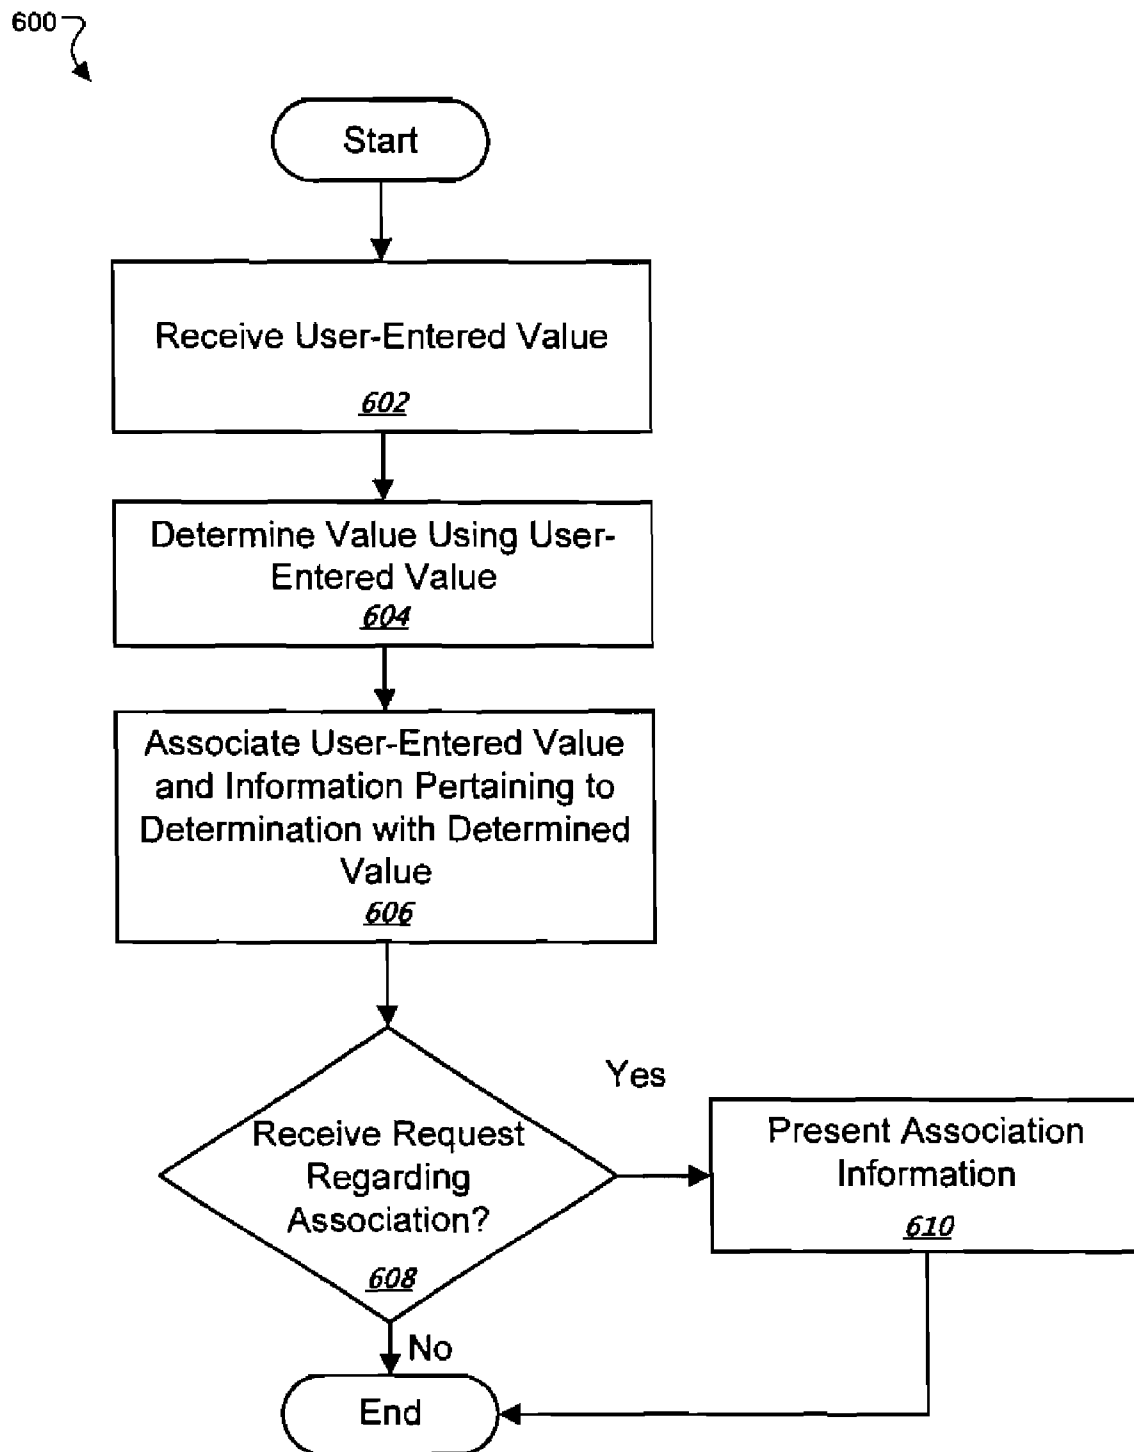 600
Start
Receive User-Entered Value
602
Determine Value Using User-
Entered Value
604
Associate User-Entered Value
and Information Pertaining to
Determination with Determined
Value
606
Receive Request
Regarding
Association?
608
Yes
Present Association
Information
610
No
End